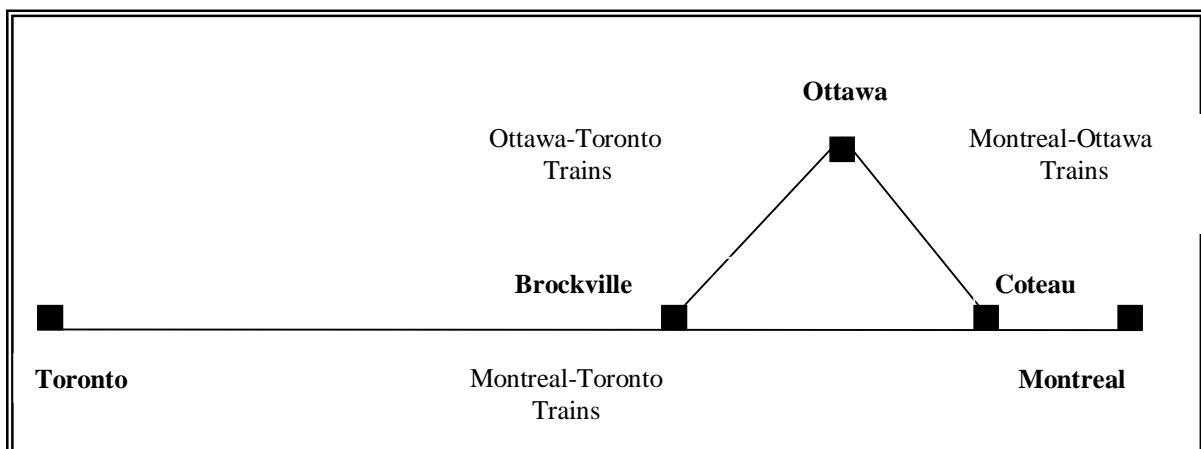 Ottawa
Ottawa-Toronto
Trains
Montreal-Ottawa
Trains
Brockville
Coteau
Toronto
Montreal-Toronto
Trains
Montreal